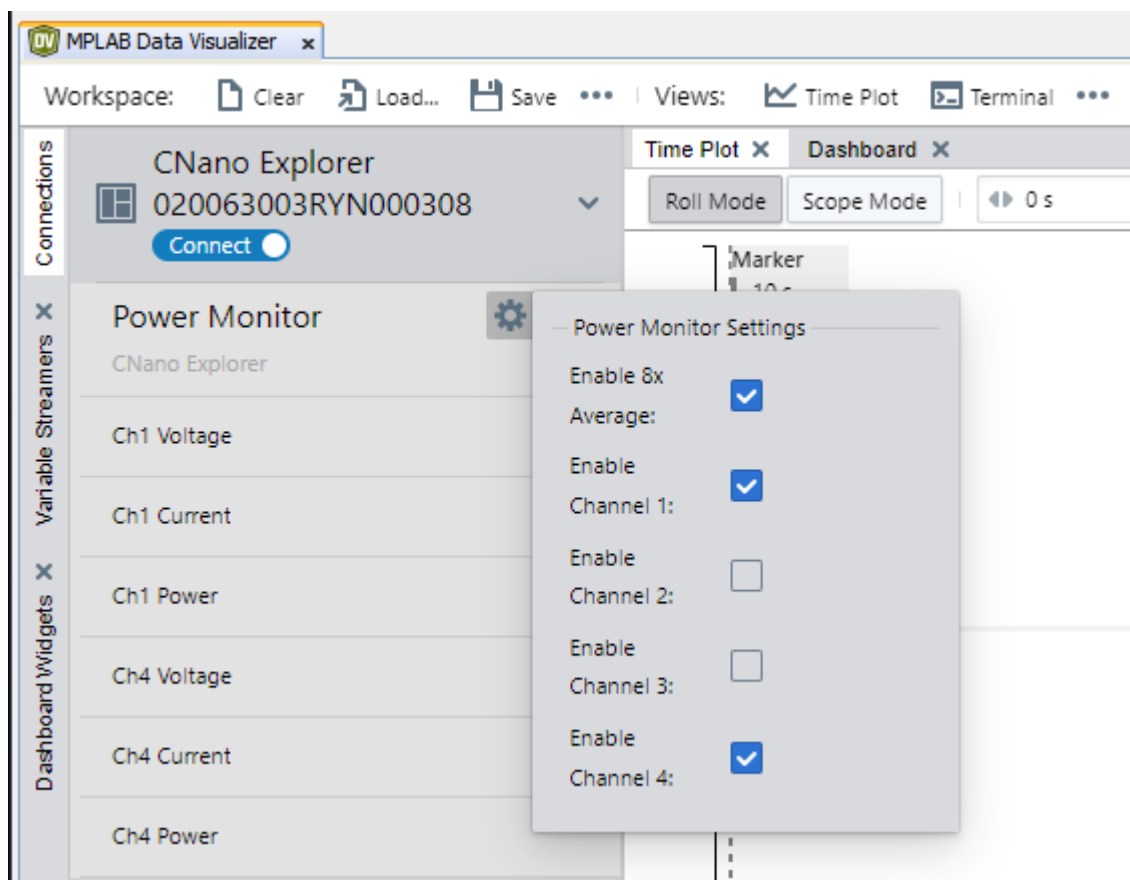 DV MPLAB Data Visualizer x
Workspace: Clear Load... Save ••• Views: Time Plot Terminal •••
Connections
Variable Streamers
Dashboard Widgets
CNano Explorer
020063003RYN000308
Connect
Power Monitor
CNano Explorer
Ch1 Voltage
Ch1 Current
Ch1 Power
Ch4 Voltage
Ch4 Current
Ch4 Power
Time Plot Dashboard
Roll Mode Scope Mode 0 s
Marker
Power Monitor Settings
Enable 8x
Average:
Enable
Channel 1:
Enable
Channel 2:
Enable
Channel 3:
Enable
Channel 4: